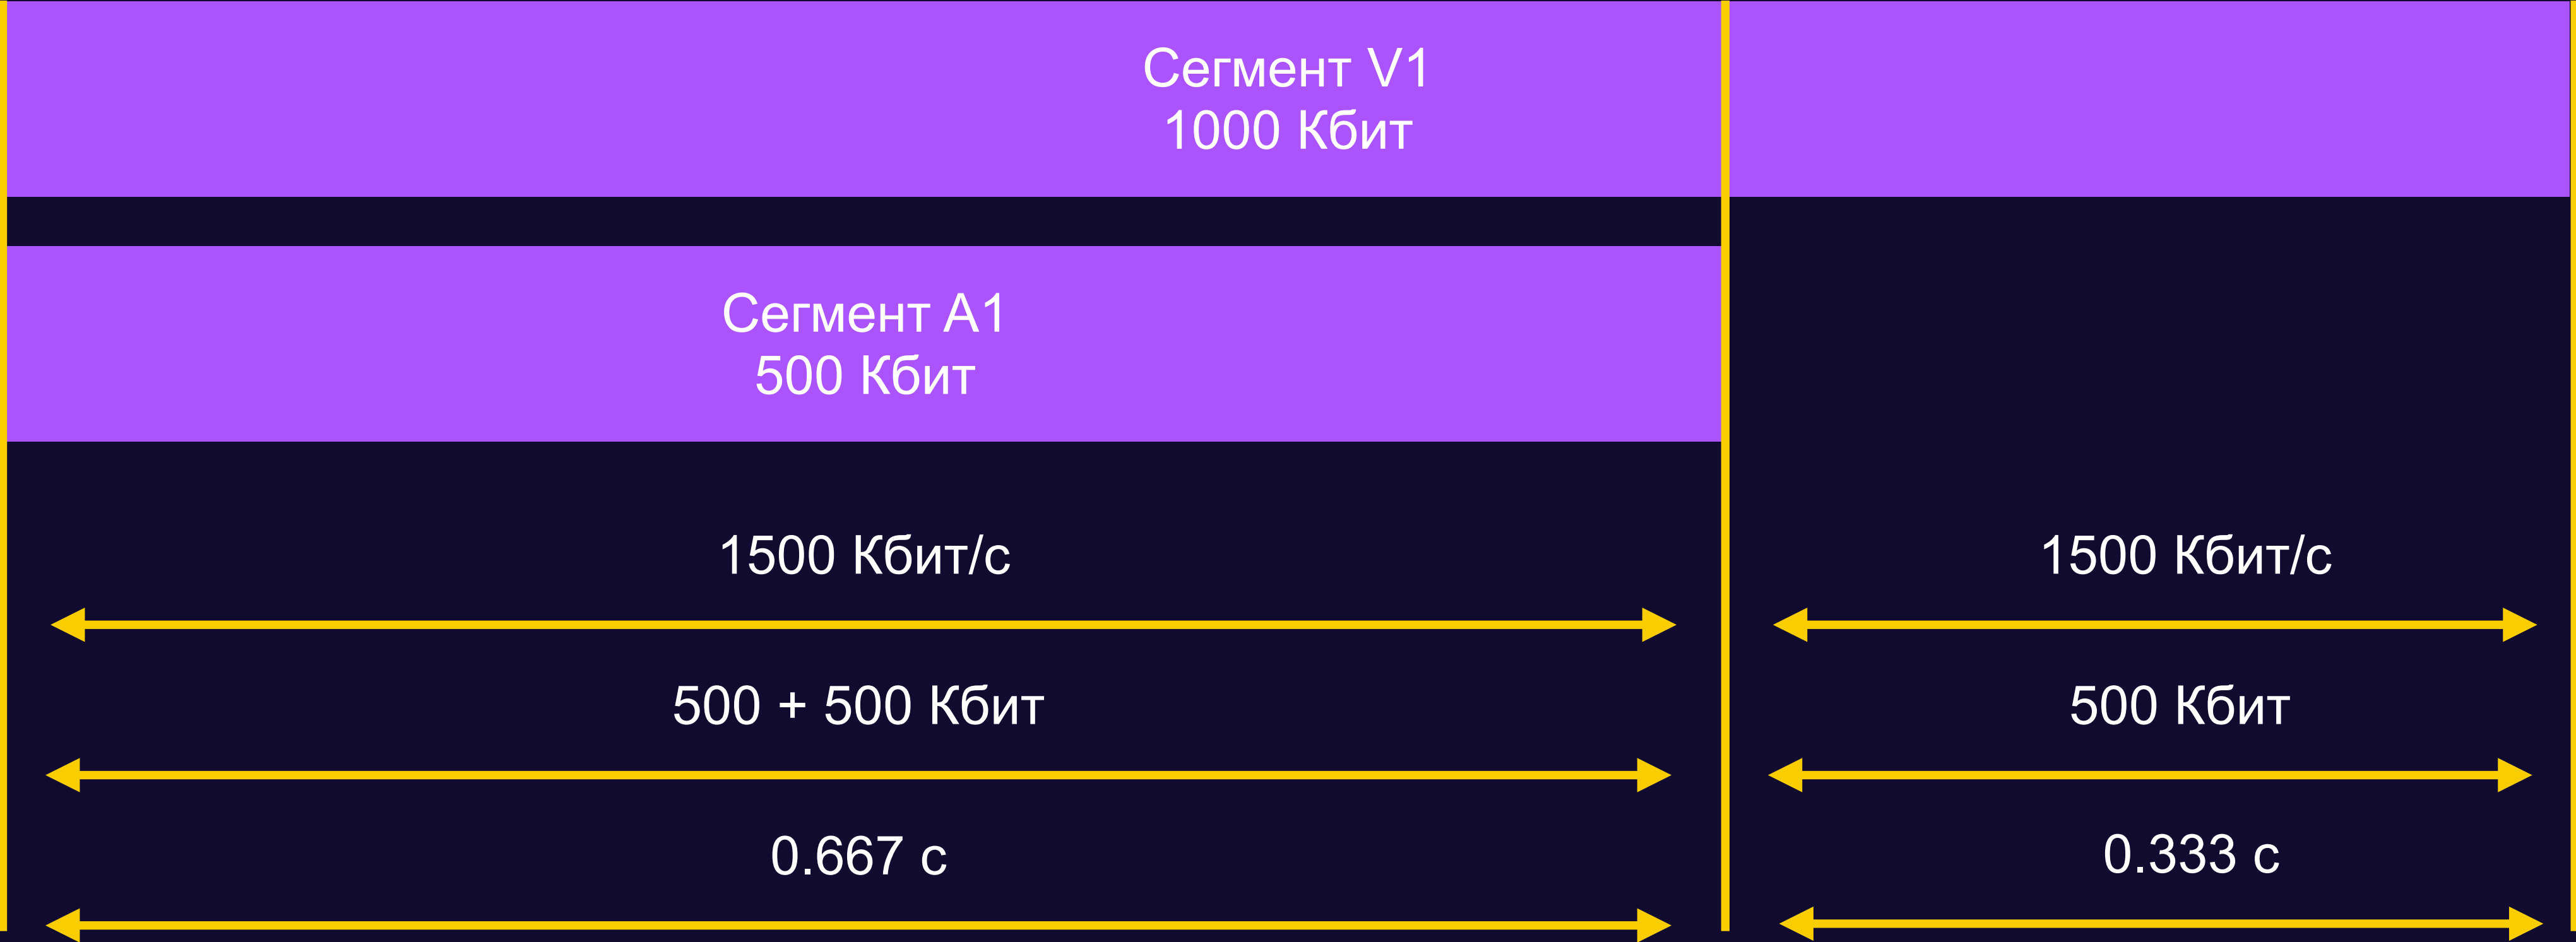 Сегмент V1
1000 Кбит
Сегмент A1
500 Кбит
1500 Кбит/с
1500 Кбит/с
500 + 500 Кбит
500 Кбит
0.667 с
0.333 с